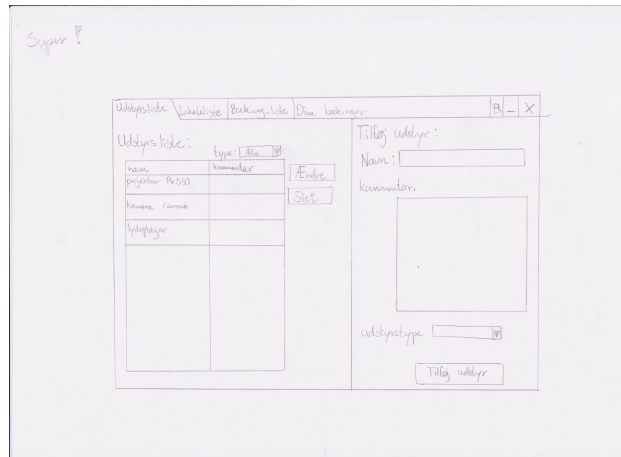 Super!
Udstyrsliste Lokaleliste Booking-liste Dine bookinger B - X
Udstyrsliste:
type: Alle
navn kommentar
projektor Px350
kamera canon
lydoptager
Ændre
Slet
Tilføj udstyr:
Navn:
kommentar.
udstyrstype
Tilføj udstyr